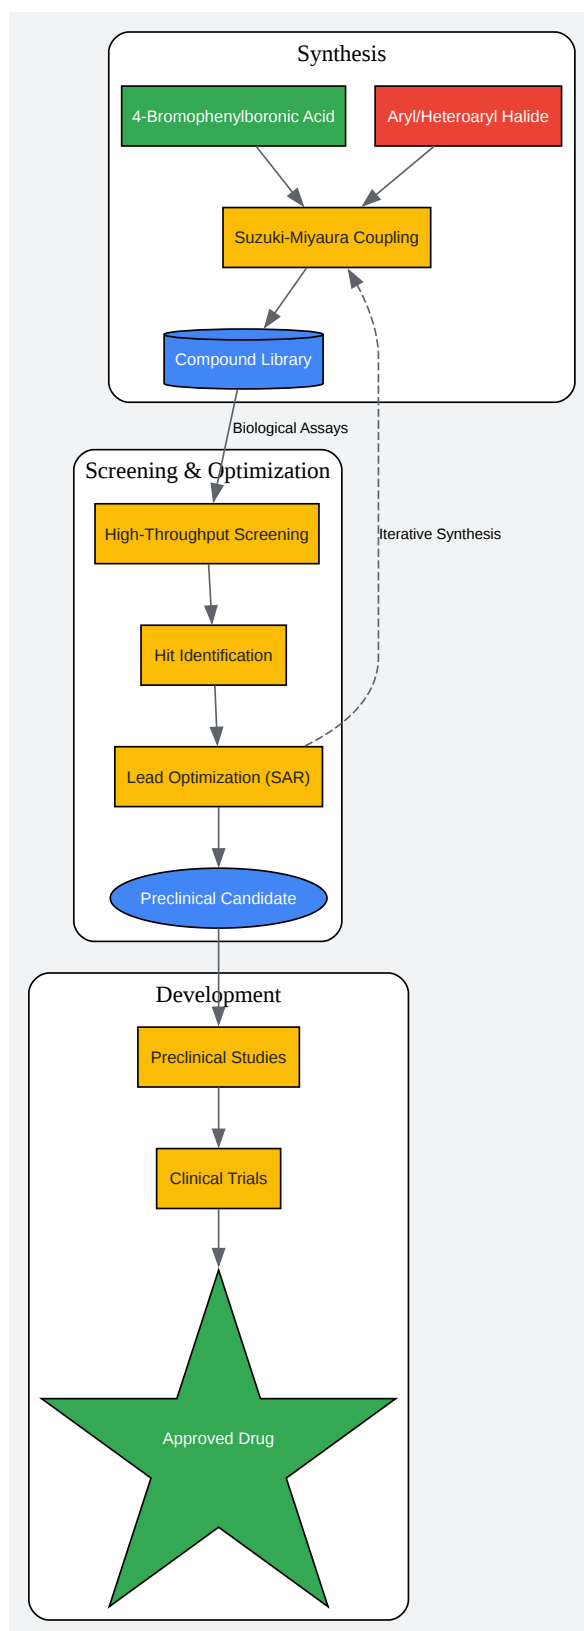 Synthesis
4-Bromophenylboronic Acid
Aryl/Heteroaryl Halide
Suzuki-Miyaura Coupling
Compound Library
Biological Assays
Screening & Optimization
High-Throughput Screening
Iterative Synthesis
Hit Identification
Lead Optimization (SAR)
Preclinical Candidate
Development
Preclinical Studies
Clinical Trials
Approved Drug